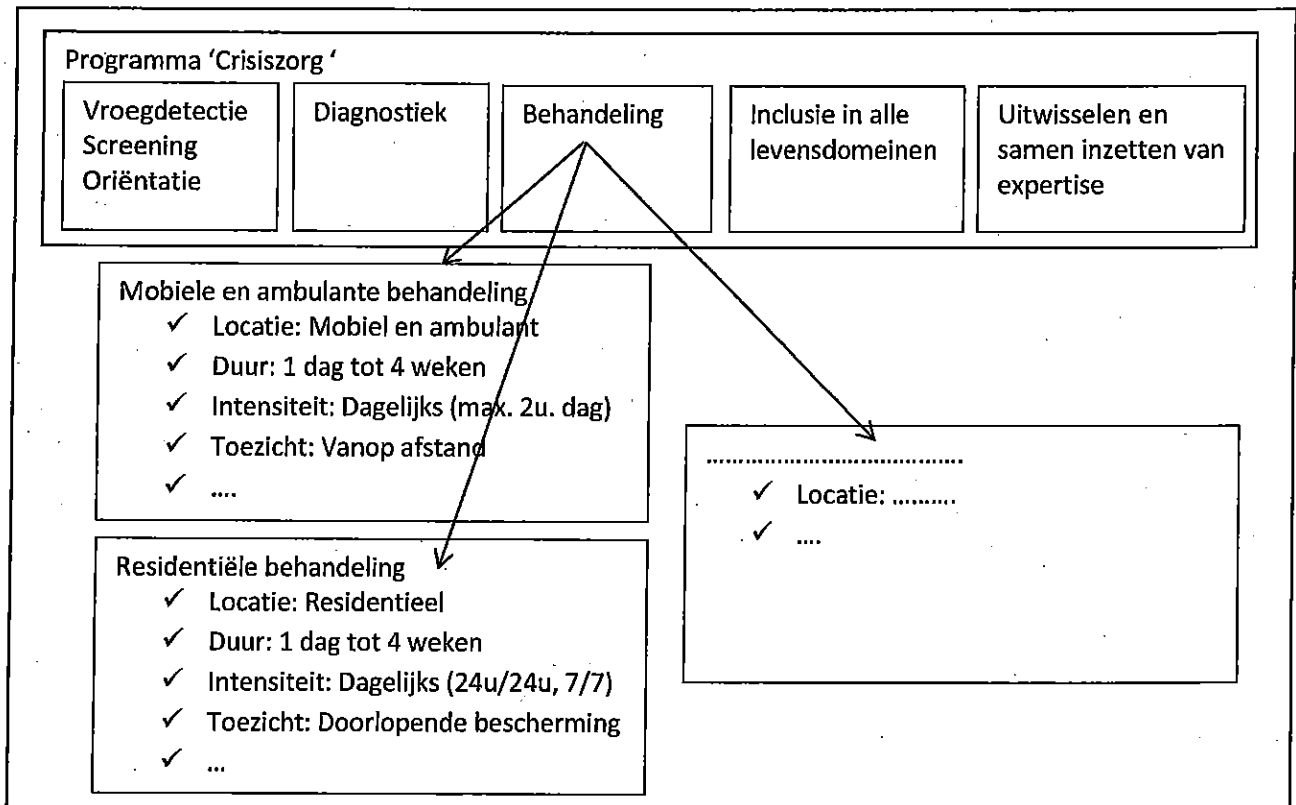 Programma 'Crisiszorg '
Vroegdetectie
Screening
Oriëntatie
Diagnostiek
Behandeling
Inclusie in alle
levensdomeinen
Uitwisselen en
samen inzetten van
expertise
Mobiele en ambulante behandeling
✓ Locatie: Mobiel en ambulant
✓ Duur: 1 dag tot 4 weken
✓ Intensiteit: Dagelijks (max. 2u. dag)
✓ Toezicht: Vanop afstand
✓ ....
Residentiële behandeling
✓ Locatie: Residentieel
✓ Duur: 1 dag tot 4 weken
✓ Intensiteit: Dagelijks (24u/24u, 7/7)
✓ Toezicht: Doorlopende bescherming
✓ ...
.......................................
✓ Locatie: ..........
✓ ....